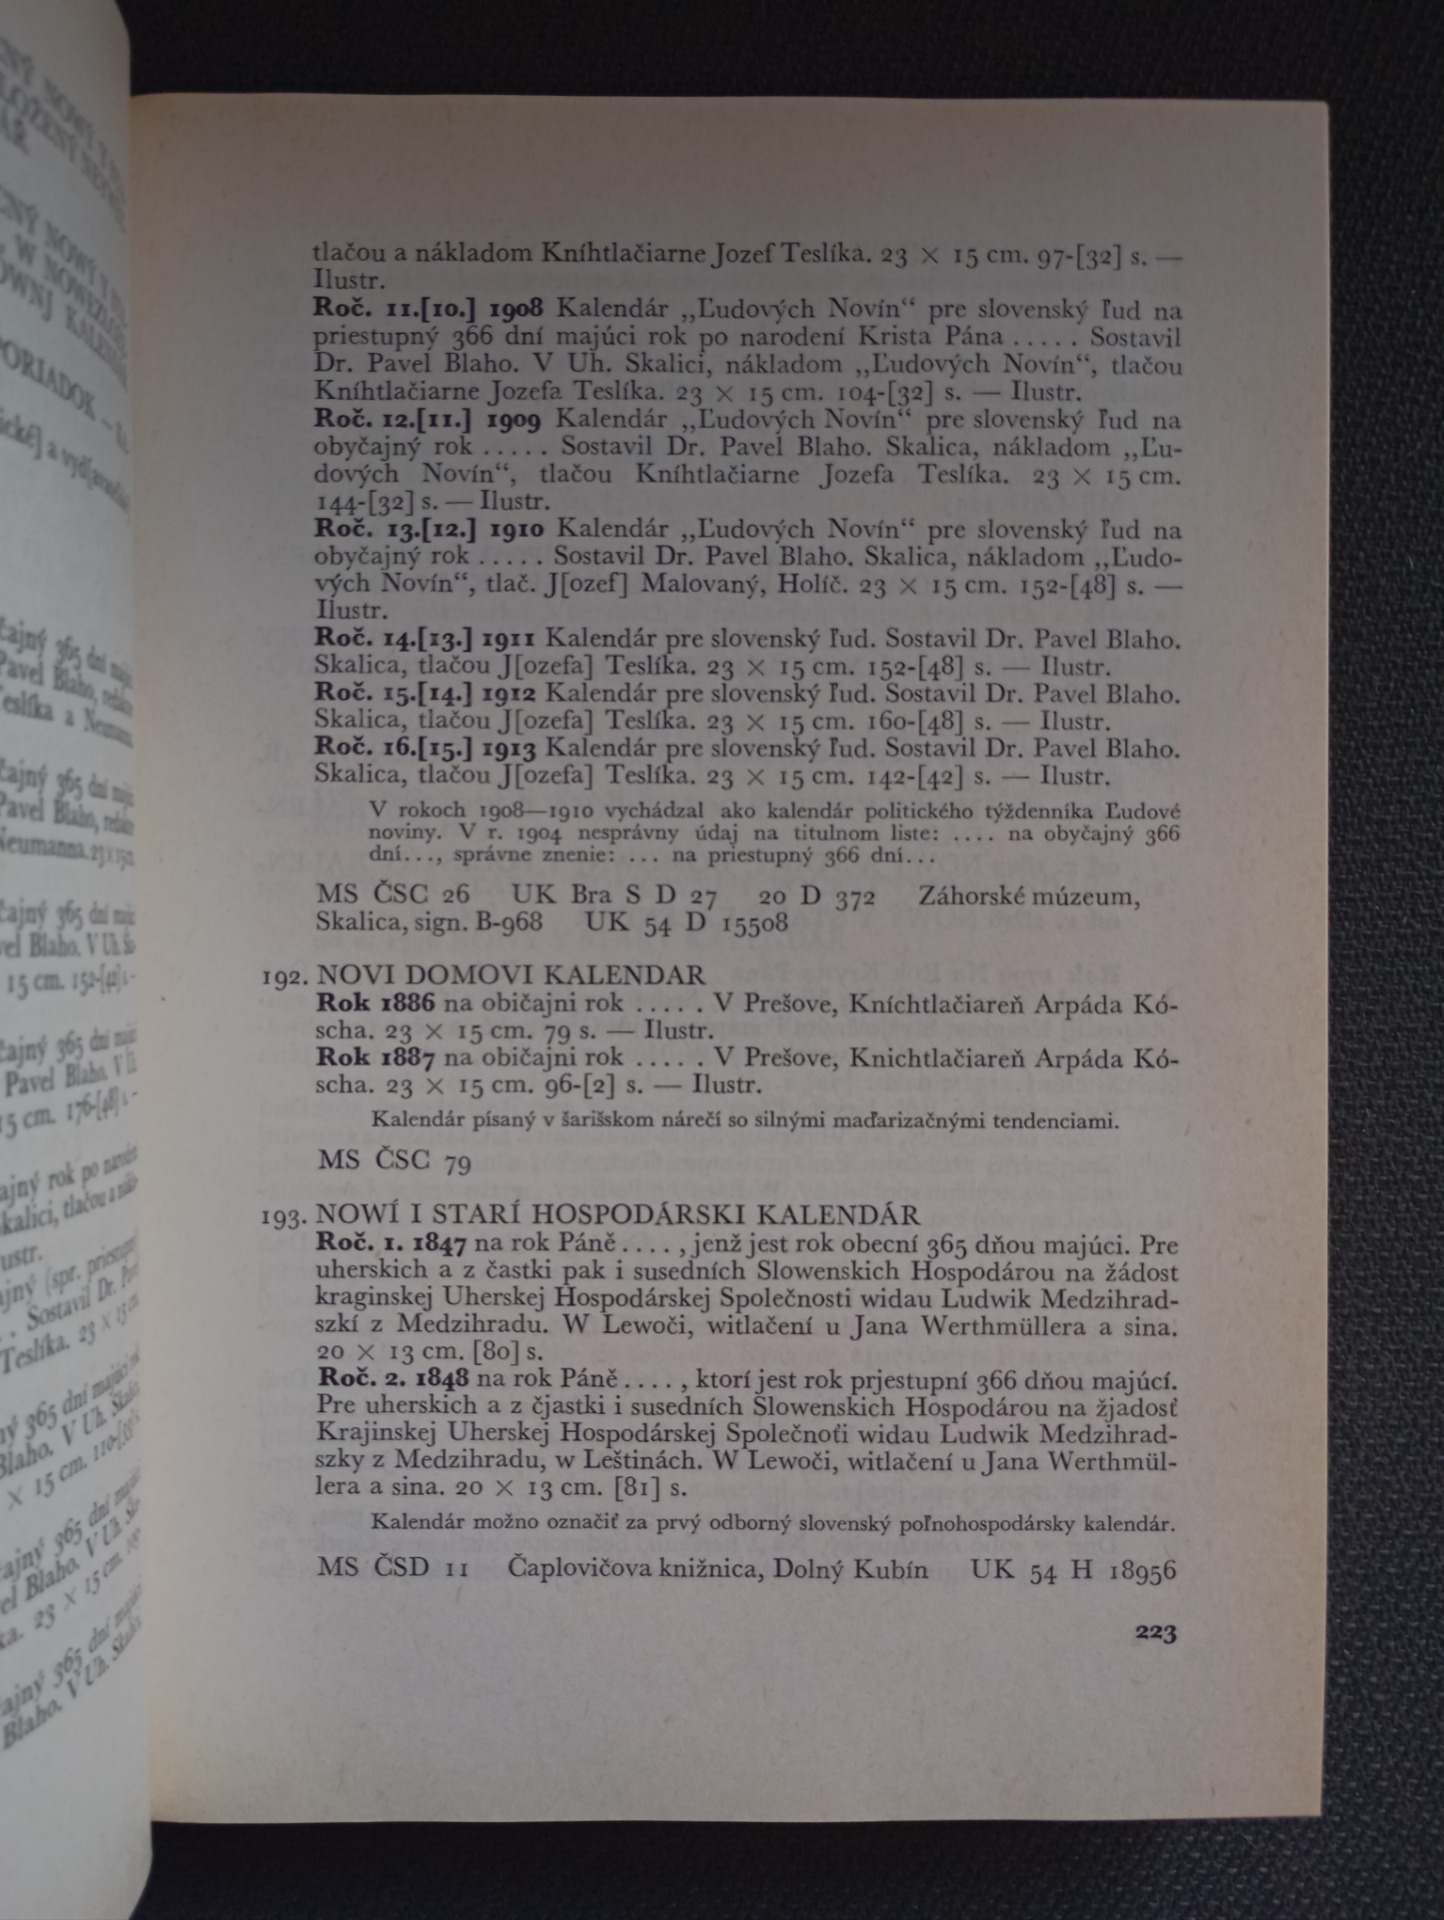 tlačou a nákladom Kníhtlačiarne Jozef Teslíka. 23 × 15 cm. 97-[32] s. —
Ilustr.
Roč. 11.[10.] 1908 Kalendár „Ľudových Novín“ pre slovenský ľud na
priestupný 366 dní majúci rok po narodení Krista Pána ..... Sostavil
Dr. Pavel Blaho. V Uh. Skalici, nákladom „Ľudových Novín“, tlačou
Kníhtlačiarne Jozefa Teslíka. 23 × 15 cm. 104-[32] s. — Ilustr.
Roč. 12.[11.] 1909 Kalendár „Ľudových Novín“ pre slovenský ľud na
obyčajný rok ..... Sostavil Dr. Pavel Blaho. Skalica, nákladom „Ľu-
dových Novín“, tlačou Kníhtlačiarne Jozefa Teslíka. 23 × 15 cm.
144-[32] s. — Ilustr.
Roč. 13.[12.] 1910 Kalendár „Ľudových Novín“ pre slovenský ľud na
obyčajný rok ..... Sostavil Dr. Pavel Blaho. Skalica, nákladom „Ľudo-
vých Novín“, tlač. J[ozef] Malovaný, Holíč. 23 × 15 cm. 152-[48] s. —
Ilustr.
Roč. 14.[13.] 1911 Kalendár pre slovenský ľud. Sostavil Dr. Pavel Blaho.
Skalica, tlačou J[ozefa] Teslíka. 23 × 15 cm. 152-[48] s. — Ilustr.
Roč. 15.[14.] 1912 Kalendár pre slovenský ľud. Sostavil Dr. Pavel Blaho.
Skalica, tlačou J[ozefa] Teslíka. 23 × 15 cm. 160-[48] s. — Ilustr.
Roč. 16.[15.] 1913 Kalendár pre slovenský ľud. Sostavil Dr. Pavel Blaho.
Skalica, tlačou J[ozefa] Teslíka. 23 × 15 cm. 142-[42] s. — Ilustr.
V rokoch 1908—1910 vychádzal ako kalendár politického týždenníka Ľudové
noviny. V r. 1904 nesprávny údaj na titulnom liste: .... na obyčajný 366
dní..., správne znenie: ... na priestupný 366 dní...
MS ČSC 26 UK Bra S D 27 20 D 372 Záhorské múzeum,
Skalica, sign. B-968 UK 54 D 15508
192. NOVI DOMOVI KALENDAR
Rok 1886 na običajni rok ..... V Prešove, Kníchtlačiareň Arpáda Kó-
scha. 23 × 15 cm. 79 s. — Ilustr.
Rok 1887 na običajni rok ..... V Prešove, Knichtlačiareň Arpáda Kó-
scha. 23 × 15 cm. 96-[2] s. — Ilustr.
Kalendár písaný v šarišskom nárečí so silnými maďarizačnými tendenciami.
MS ČSC 79
193. NOWÍ I STARÍ HOSPODÁRSKI KALENDÁR
Roč. 1. 1847 na rok Páně...., jenž jest rok obecní 365 dňou majúci. Pre
uherskich a z častki pak i susedních Slowenskich Hospodárou na žádost
kraginskej Uherskej Hospodárskej Společnosti widau Ludwik Medzihrad-
szkí z Medzihradu. W Lewoči, witlačení u Jana Werthmüllera a sina.
20 × 13 cm. [80] s.
Roč. 2. 1848 na rok Páně...., ktorí jest rok prjestupní 366 dňou majúcí.
Pre uherskich a z čjastki i susedních Slowenskich Hospodárou na žjadosť
Krajinskej Uherskej Hospodárskej Společnoťi widau Ludwik Medzihrad-
szky z Medzihradu, w Leštinách. W Lewoči, witlačení u Jana Werthmül-
lera a sina. 20 × 13 cm. [81] s.
Kalendár možno označiť za prvý odborný slovenský poľnohospodársky kalendár.
MS ČSD 11 Čaplovičova knižnica, Dolný Kubín UK 54 H 18956
223